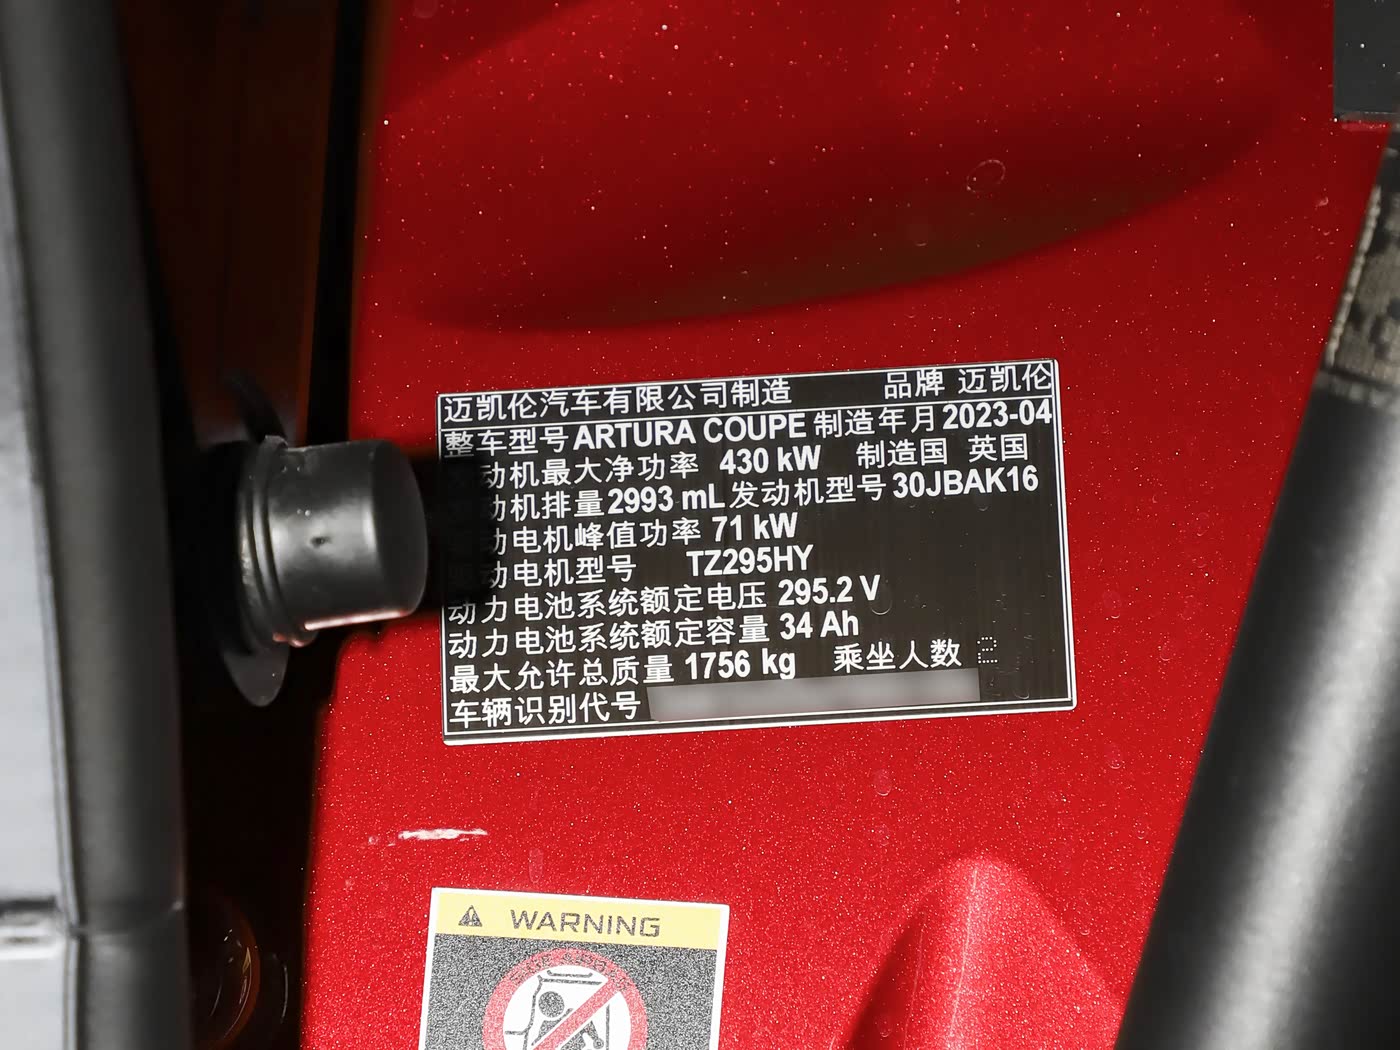 迈凯伦汽车有限公司制造 品牌 迈凯伦
整车型号 ARTURA COUPE 制造年月 2023-04
动机最大净功率 430 kW 制造国 英国
动机排量 2993 mL 发动机型号 30JBAK16
动电机峰值功率 71 kW
驱动电机型号 TZ295HY
动力电池系统额定电压 295.2 V
动力电池系统额定容量 34 Ah
最大允许总质量 1756 kg 乘坐人数 2
车辆识别代号
WARNING